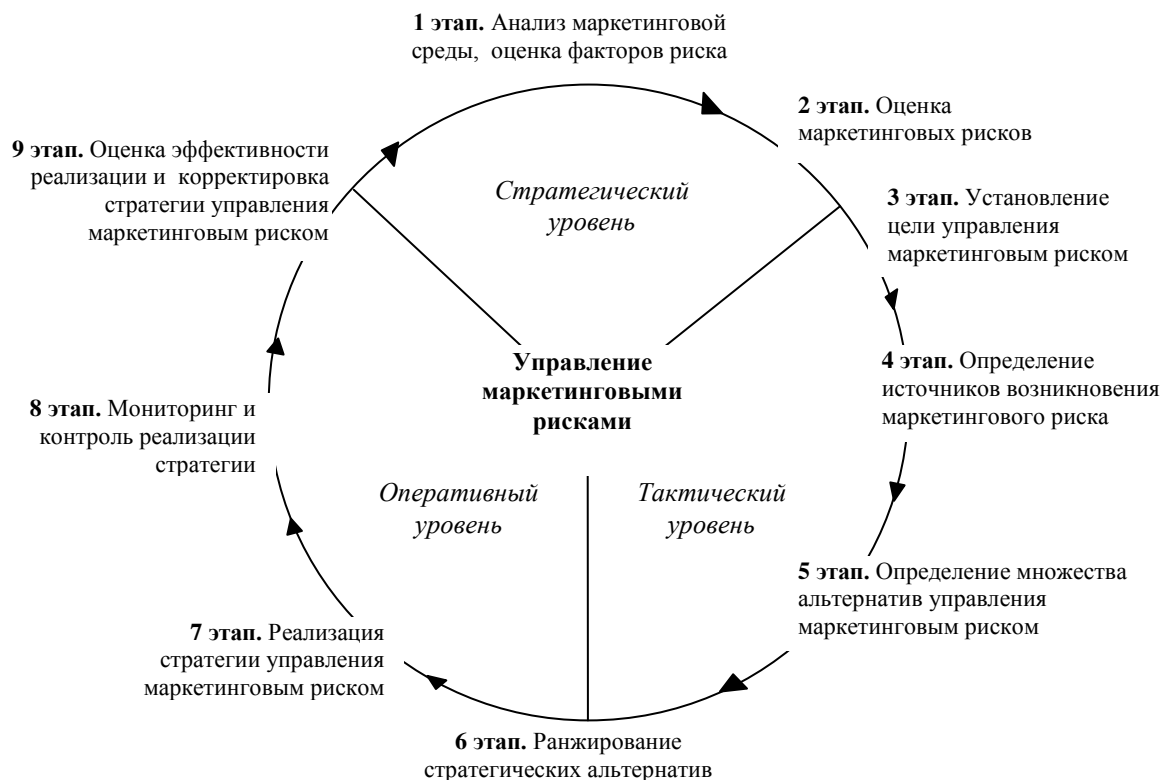 1 этап. Анализ маркетинговой
среды, оценка факторов риска
2 этап. Оценка
маркетинговых рисков
3 этап. Установление
цели управления
маркетинговым риском
4 этап. Определение
источников возникновения
маркетингового риска
5 этап. Определение множества
альтернатив управления
маркетинговым риском
6 этап. Ранжирование
стратегических альтернатив
7 этап. Реализация
стратегии управления
маркетинговым риском
8 этап. Мониторинг и
контроль реализации
стратегии
9 этап. Оценка эффективности
реализации и корректировка
стратегии управления
маркетинговым риском
Стратегический
уровень
Управление
маркетинговыми
рисками
Оперативный
уровень
Тактический
уровень